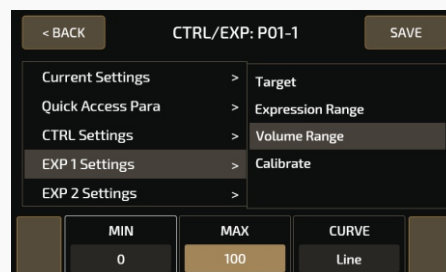 < BACK
CTRL/EXP: P01-1
SAVE
Current Settings >
Quick Access Para >
CTRL Settings >
EXP 1 Settings >
EXP 2 Settings >
Target
Expression Range
Volume Range
Calibrate
MIN
0
MAX
100
CURVE
Line